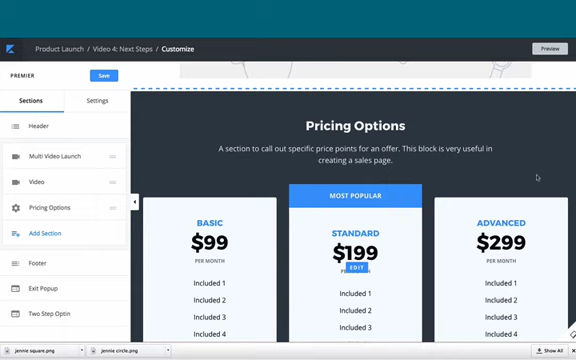 Product Launch / Video 4: Next Steps / Customize
Preview
PREMIER
Save
Sections
Settings
Header
Multi Video Launch
Video
Pricing Options
Add Section
Footer
Exit Popup
Two Step Optin
Pricing Options
A section to call out specific price points for an offer. This block is very useful in
creating a sales page.
BASIC
$99
PER MONTH
Included 1
Included 2
Included 3
Included 4
MOST POPULAR
STANDARD
$199
EDIT
Included 1
Included 2
Included 3
ADVANCED
$299
PER MONTH
Included 1
Included 2
Included 3
Included 4
jennie square.png
jennie circle.png
Show All